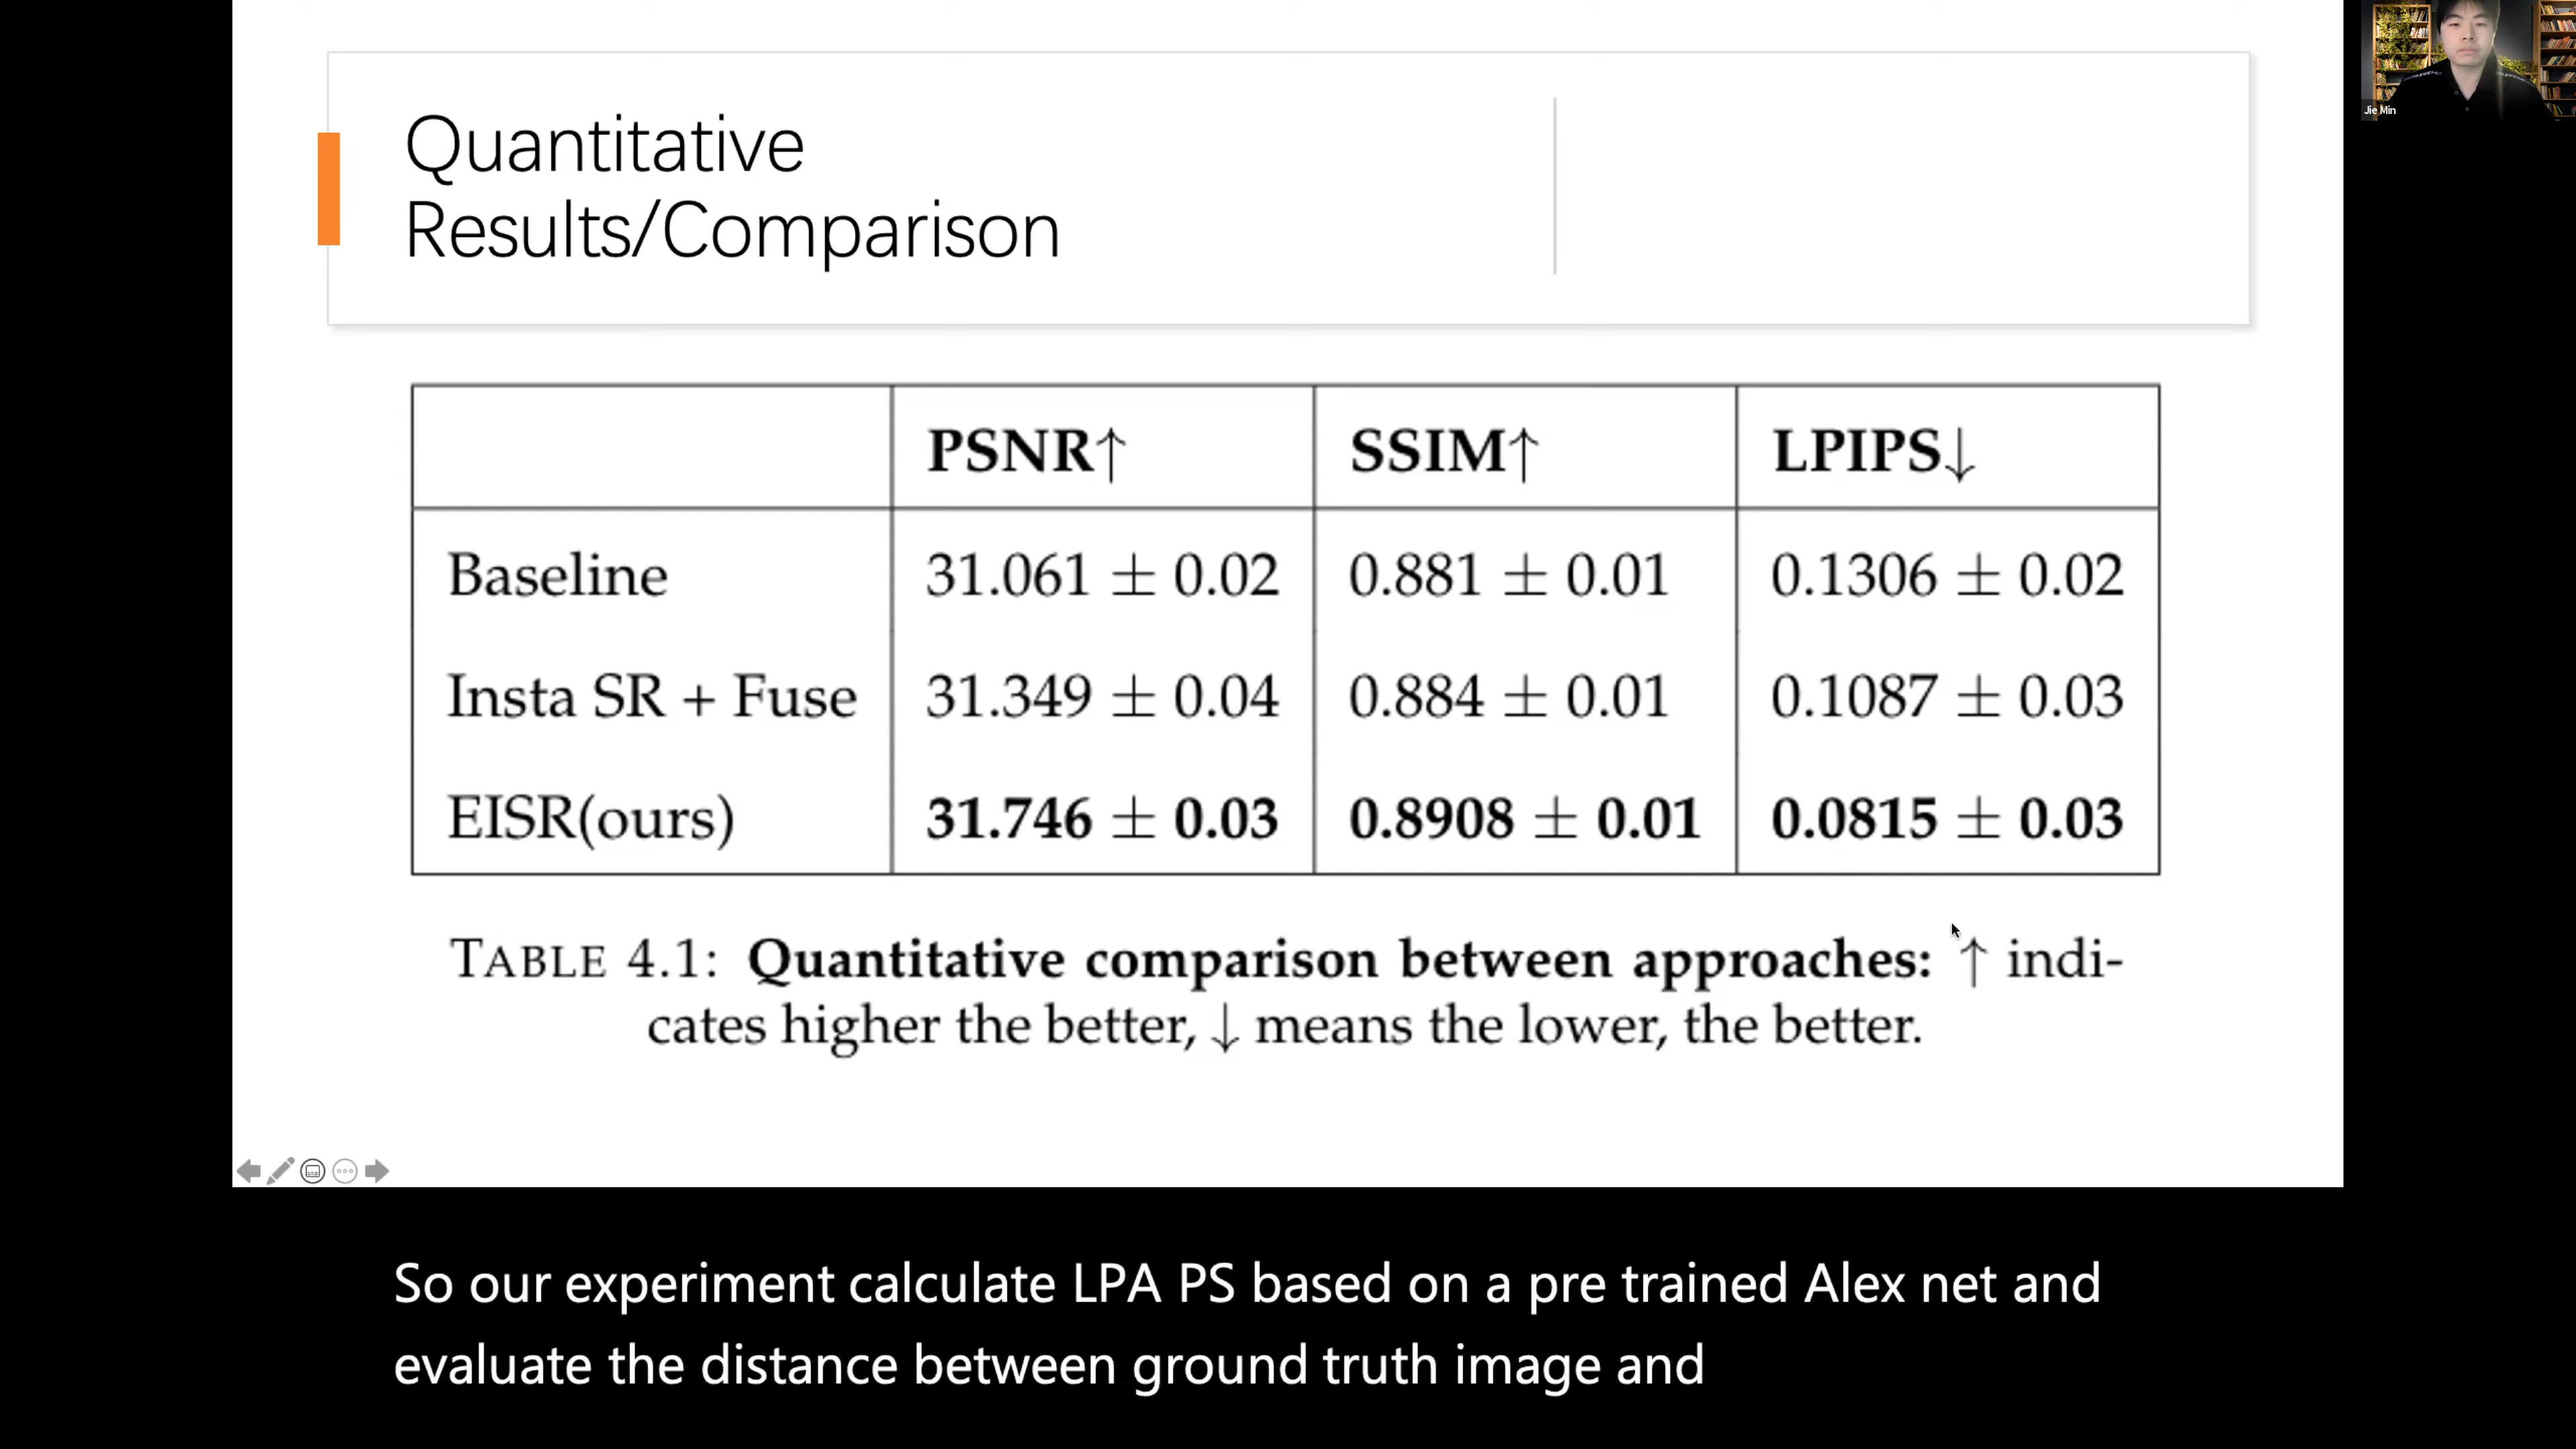 Quantitative
Results/Comparison
Jie Min
PSNR↑ SSIM↑ LPIPS↓
Baseline 31.061 ± 0.02 0.881 ± 0.01 0.1306 ± 0.02
Insta SR + Fuse 31.349 ± 0.04 0.884 ± 0.01 0.1087 ± 0.03
EISR(ours) 31.746 ± 0.03 0.8908 ± 0.01 0.0815 ± 0.03
TABLE 4.1: Quantitative comparison between approaches: ↑ indi-
cates higher the better, ↓ means the lower, the better.
So our experiment calculate LPA PS based on a pre trained Alex net and
evaluate the distance between ground truth image and